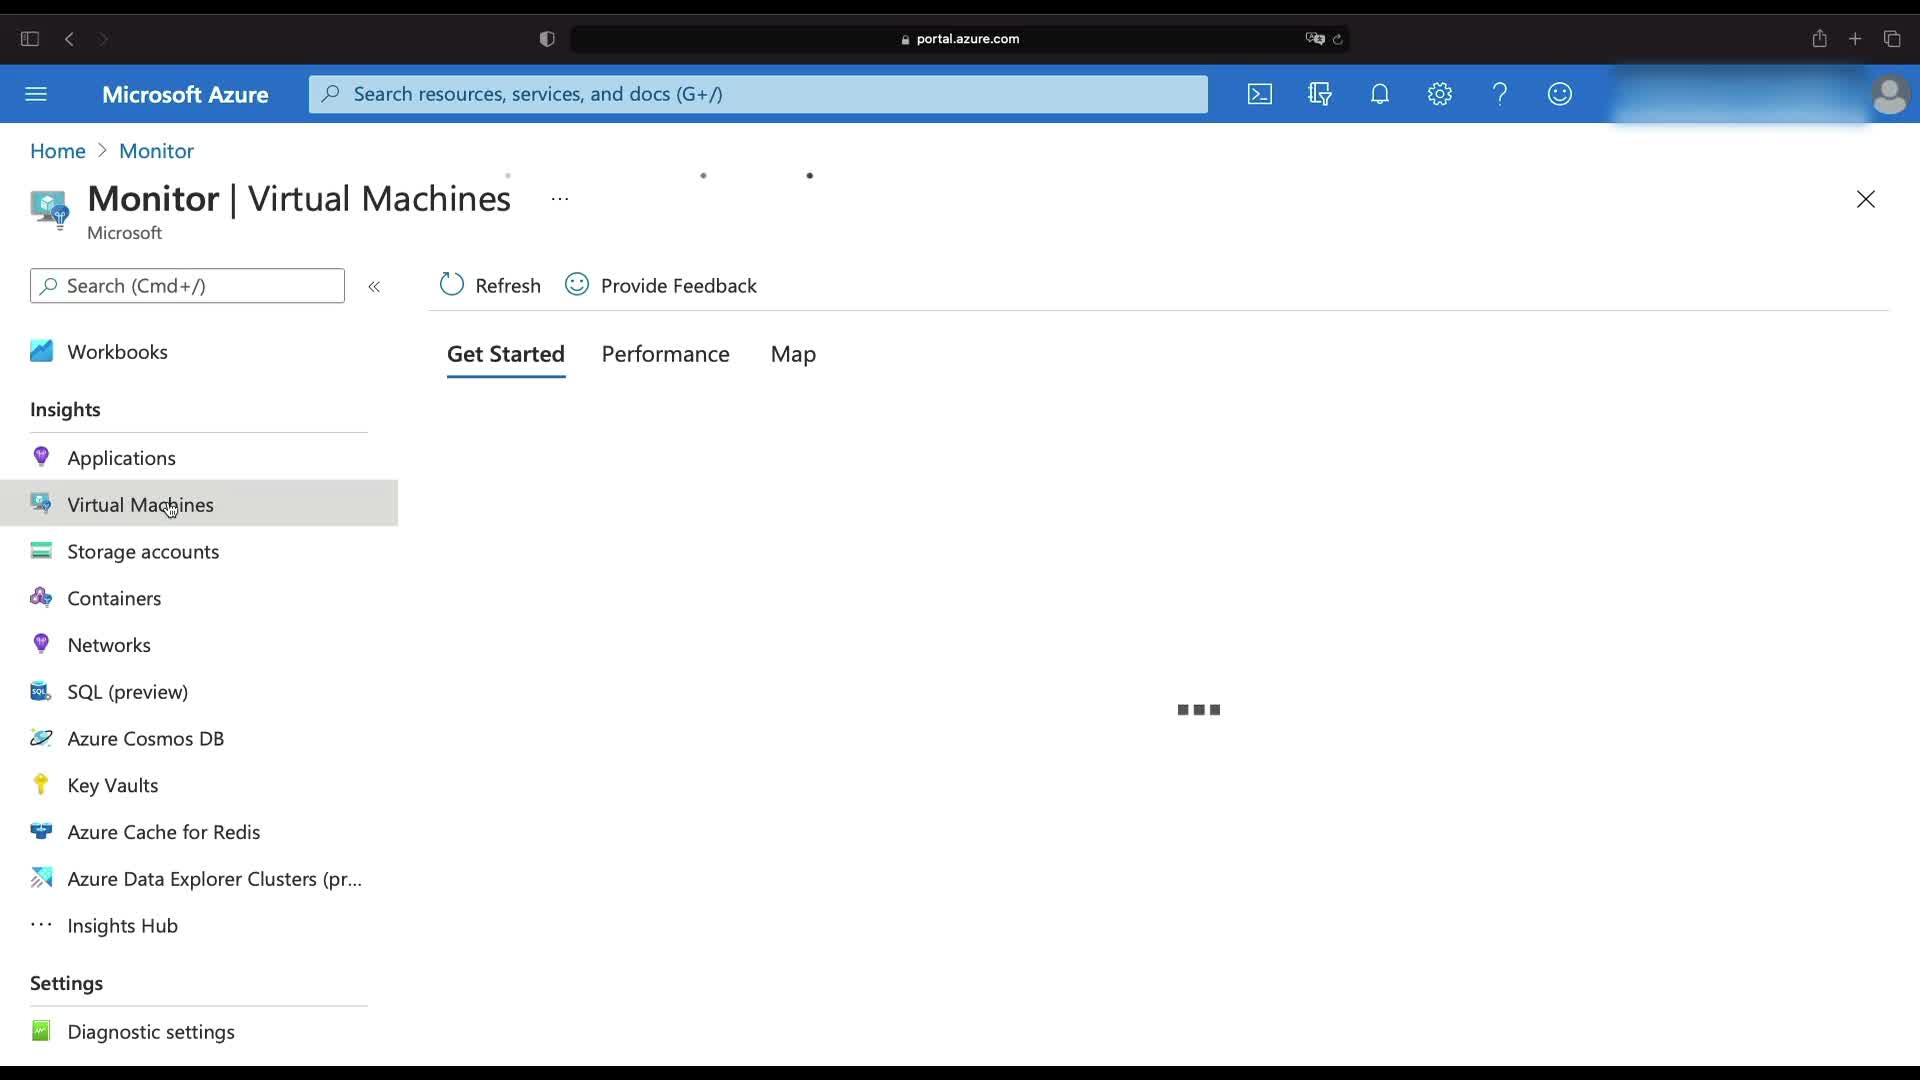 portal.azure.com
Microsoft Azure
Search resources, services, and docs (G+/)
Home > Monitor
Monitor | Virtual Machines ...
Microsoft
Search (Cmd+/)
«
Refresh
Provide Feedback
Workbooks
Get Started
Performance
Map
Insights
Applications
Virtual Machines
Storage accounts
Containers
Networks
SQL (preview)
Azure Cosmos DB
Key Vaults
Azure Cache for Redis
Azure Data Explorer Clusters (pr...
Insights Hub
Settings
Diagnostic settings